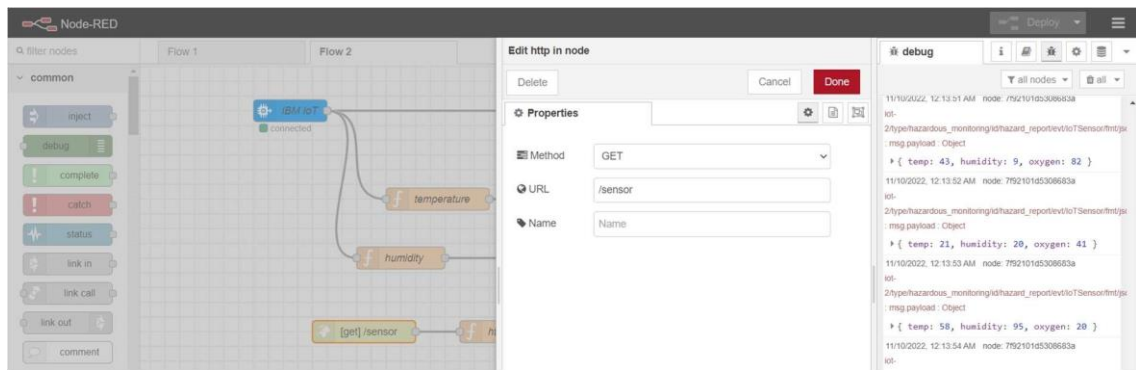 Node-RED
Deploy
filter nodes
Flow 1
Flow 2
common
inject
debug
complete
catch
status
link in
link call
link out
comment
IBM IoT
connected
temperature
humidity
[get] /sensor
Edit http in node
Delete
Cancel
Done
Properties
Method
GET
URL
/sensor
Name
Name
debug
all nodes
all
11/10/2022, 12:13:51 AM node: 7f92101d5308683a
iot-
2/type/hazardous_monitoring/id/hazard_report/evt/IoTSensor/fmt/js
: msg.payload : Object
{ temp: 43, humidity: 9, oxygen: 82 }
11/10/2022, 12:13:52 AM node: 7f92101d5308683a
iot-
2/type/hazardous_monitoring/id/hazard_report/evt/IoTSensor/fmt/js
: msg.payload : Object
{ temp: 21, humidity: 20, oxygen: 41 }
11/10/2022, 12:13:53 AM node: 7f92101d5308683a
iot-
2/type/hazardous_monitoring/id/hazard_report/evt/IoTSensor/fmt/js
: msg.payload : Object
{ temp: 58, humidity: 95, oxygen: 20 }
11/10/2022, 12:13:54 AM node: 7f92101d5308683a
iot-